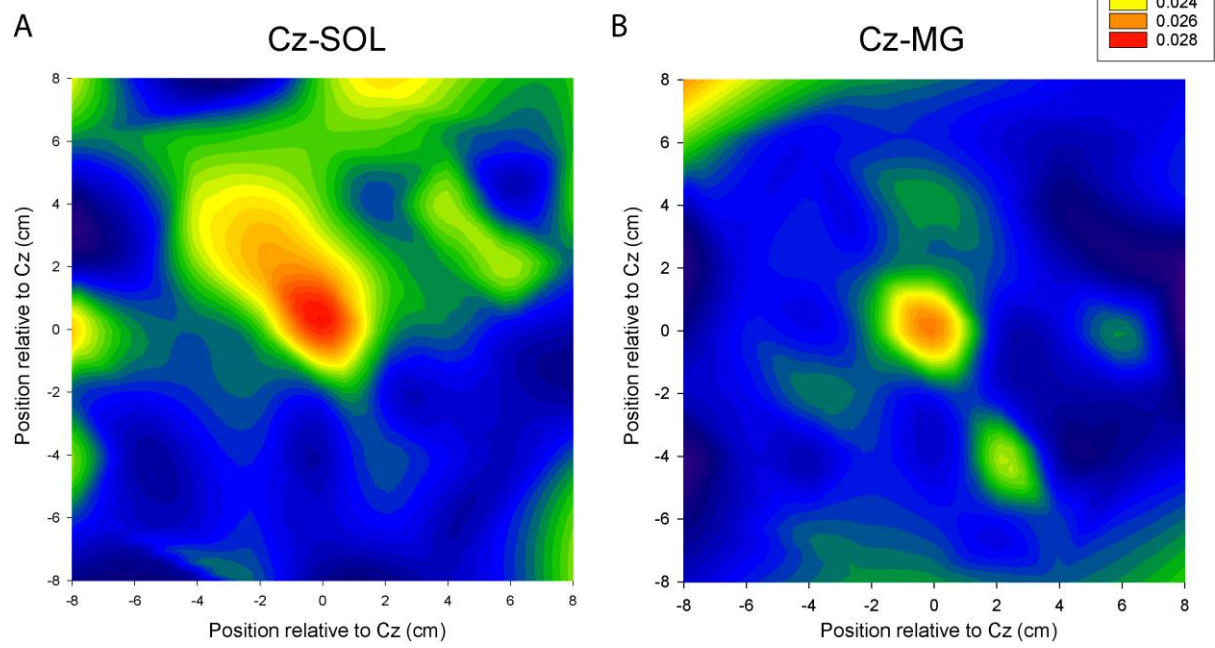 0.024
0.026
0.028
A
Cz-SOL
B
Cz-MG
8
6
4
2
0
-2
-4
-6
-8
Position relative to Cz (cm)
-8 -6 -4 -2 0 2 4 6 8
Position relative to Cz (cm)
8
6
4
2
0
-2
-4
-6
-8
Position relative to Cz (cm)
-8 -6 -4 -2 0 2 4 6 8
Position relative to Cz (cm)